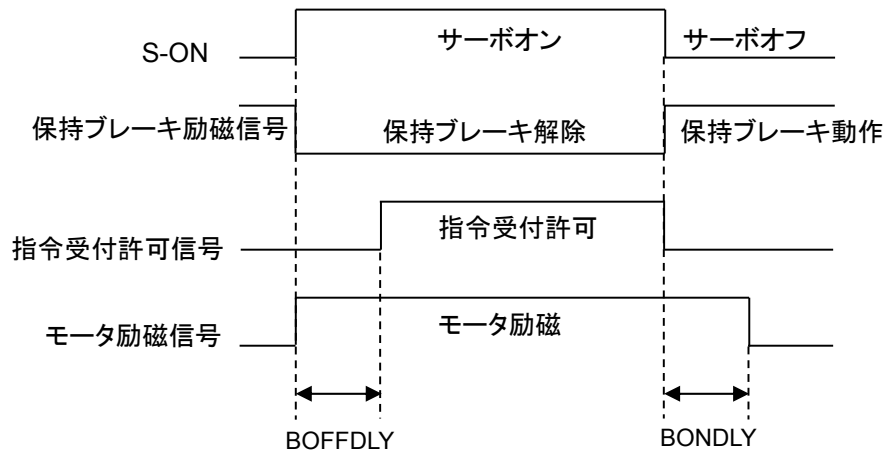 S-ON
サーボオン
サーボオフ
保持ブレーキ励磁信号
保持ブレーキ解除
保持ブレーキ動作
指令受付許可信号
指令受付許可
モータ励磁信号
モータ励磁
BOFFDLY
BONDLY